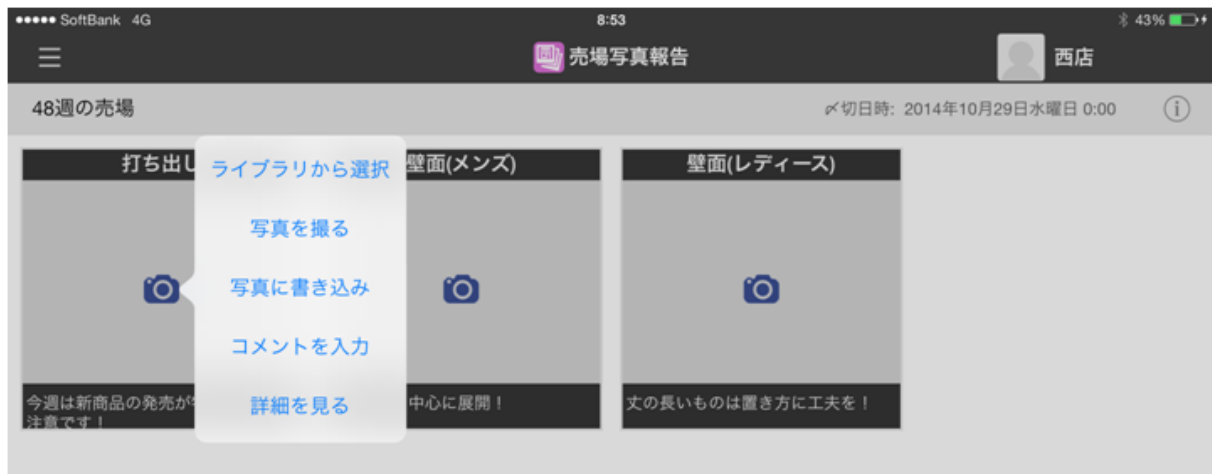 SoftBank 4G
8:53
43%
売場写真報告
西店
48週の売場
〆切日時: 2014年10月29日水曜日 0:00
打ち出し
壁面(メンズ)
壁面(レディース)
ライブラリから選択
写真を撮る
写真に書き込み
コメントを入力
詳細を見る
今週は新商品の発売が
注意です!
中心に展開!
丈の長いものは置き方に工夫を!